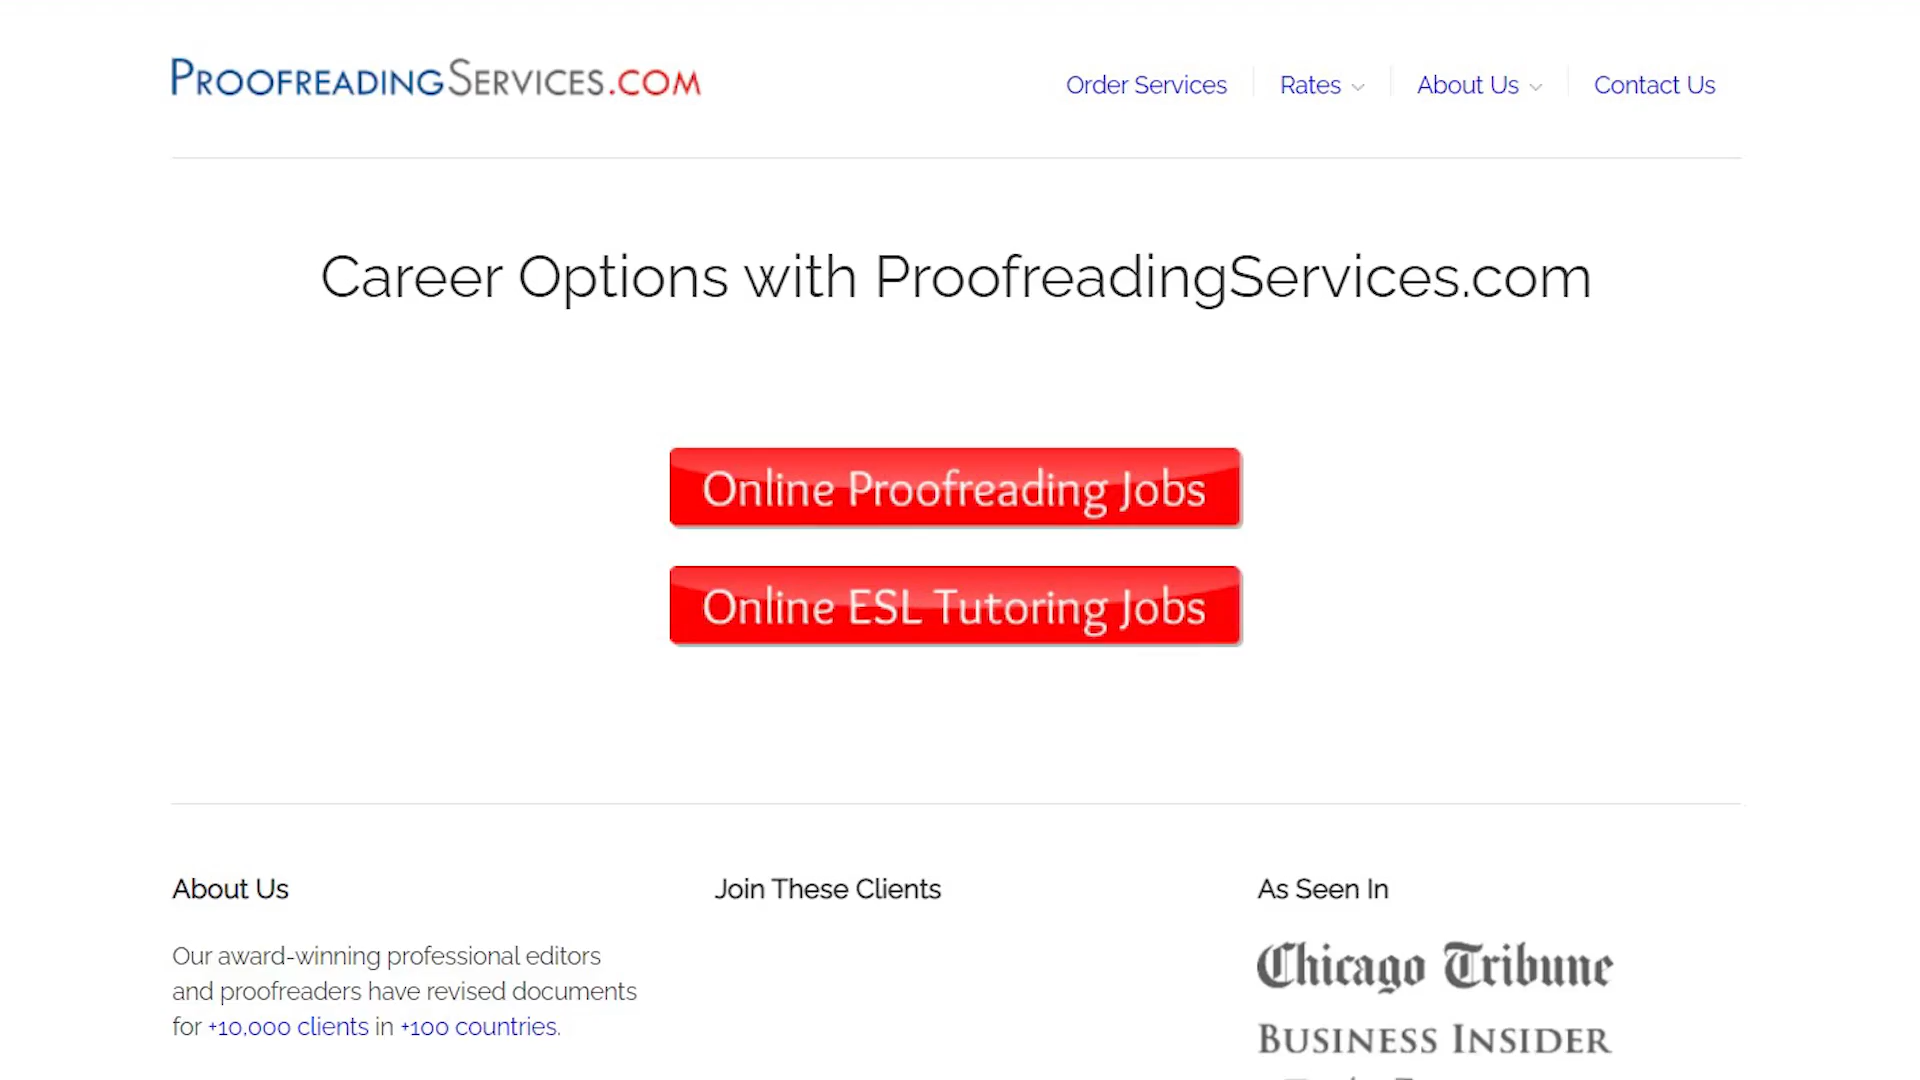 PROOFREADINGSERVICES.COM
Order Services
Rates
About Us
Contact Us
Career Options with ProofreadingServices.com
Online Proofreading Jobs
Online ESL Tutoring Jobs
About Us
Our award-winning professional editors
and proofreaders have revised documents
for +10,000 clients in +100 countries.
Join These Clients
As Seen In
Chicago Tribune
BUSINESS INSIDER